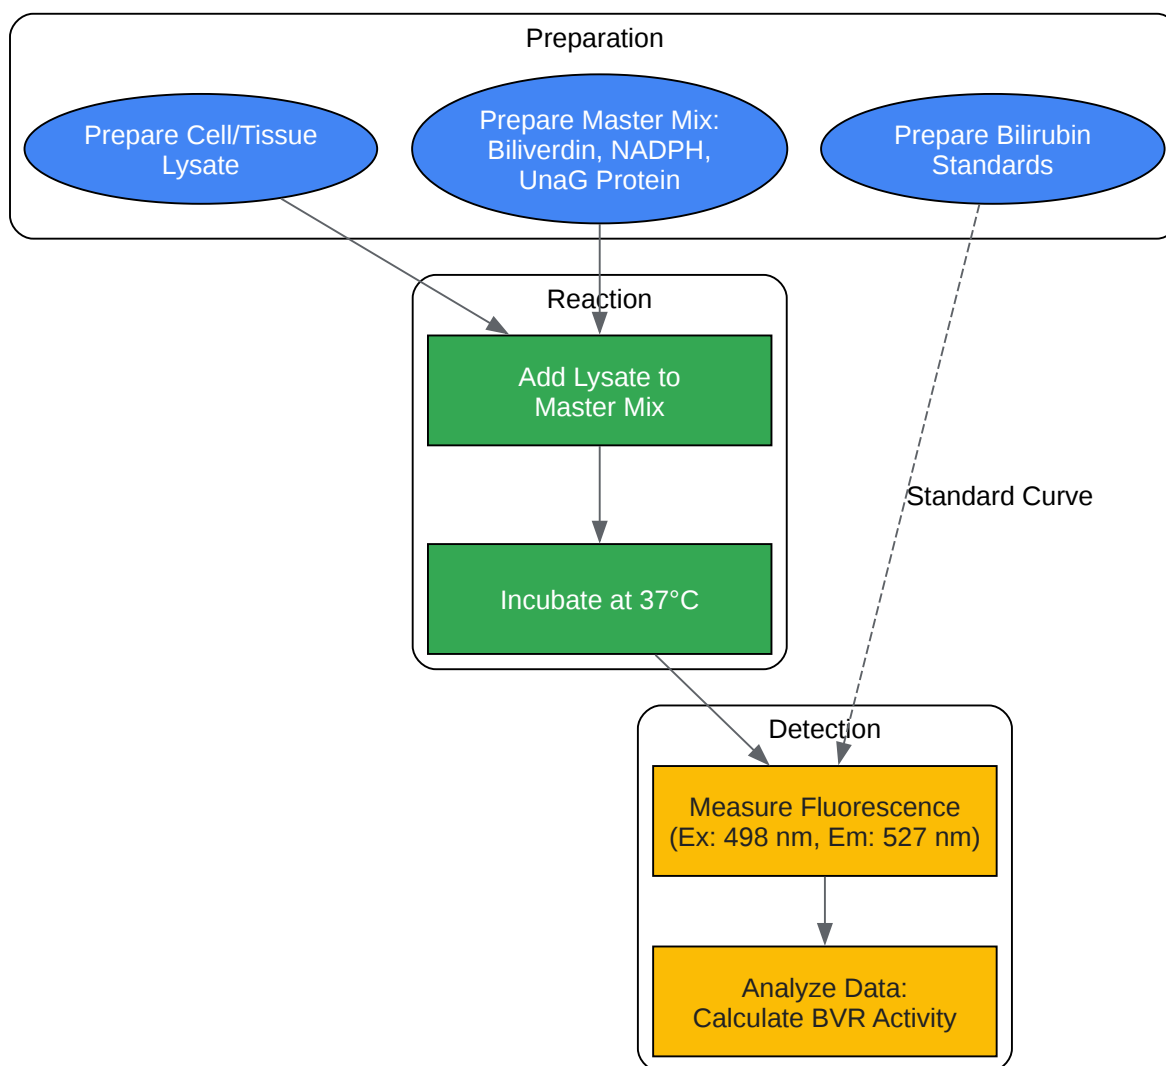 Preparation
Prepare Cell/Tissue
Lysate
Prepare Master Mix:
Biliverdin, NADPH,
UnaG Protein
Prepare Bilirubin
Standards
Reaction
Add Lysate to
Master Mix
Incubate at 37°C
Standard Curve
Detection
Measure Fluorescence
(Ex: 498 nm, Em: 527 nm)
Analyze Data:
Calculate BVR Activity